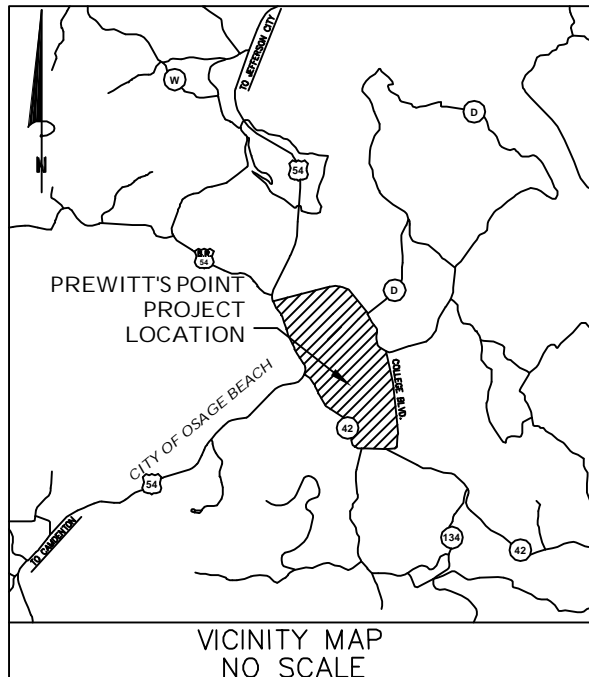 TO JEFFERSON CITY
W
D
54
N
B.R.
54
PREWITT'S POINT
PROJECT
LOCATION
D
COLLEGE BLVD.
CITY OF OSAGE BEACH
42
54
TO CAMDENTON
134
42
VICINITY MAP
NO SCALE